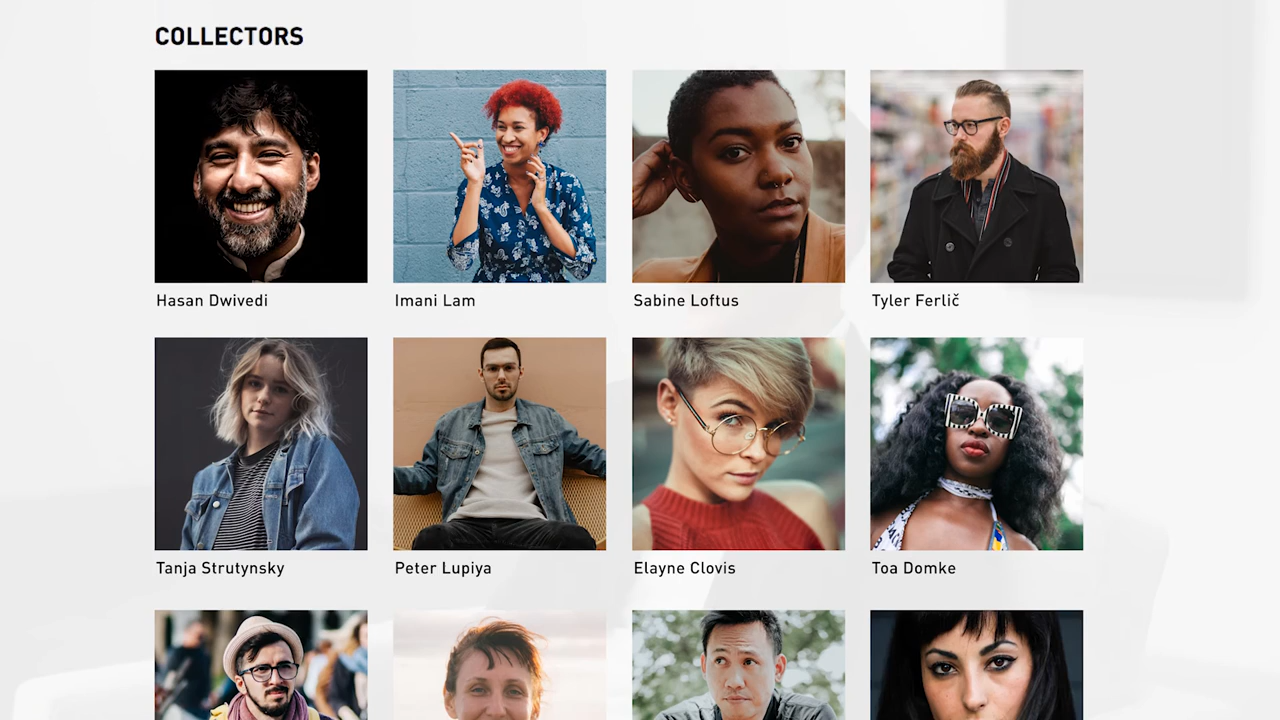 COLLECTORS
Hasan Dwivedi
Imani Lam
Sabine Loftus
Tyler Ferlič
Tanja Strutynsky
Peter Lupiya
Elayne Clovis
Toa Domke